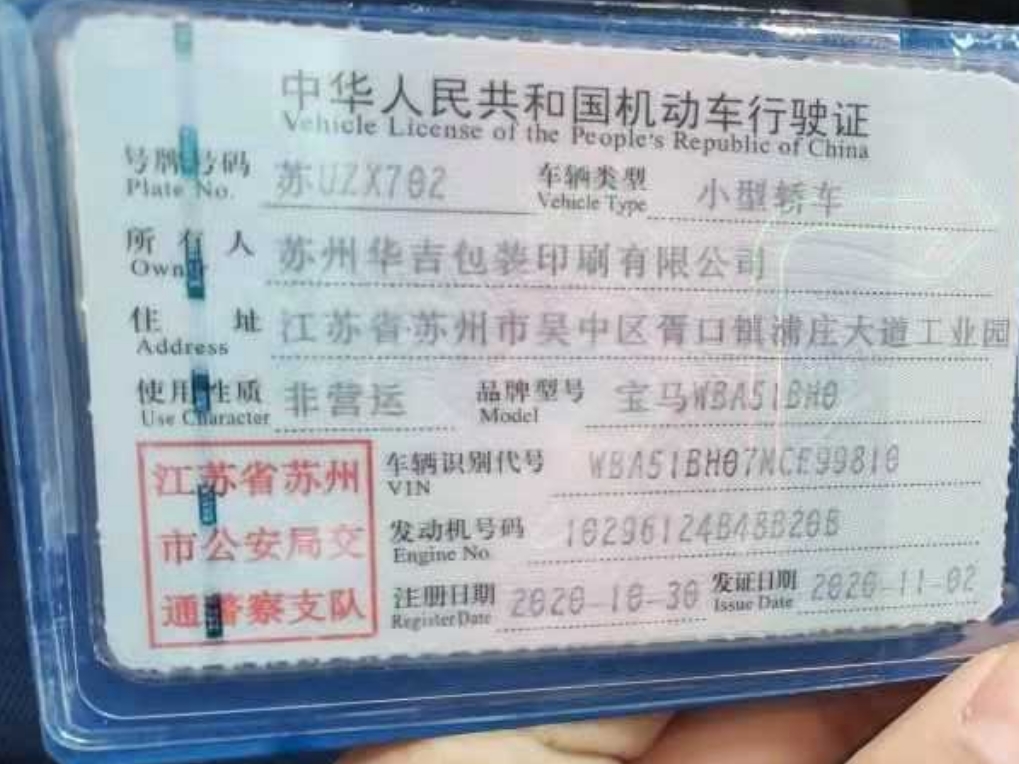 中华人民共和国机动车行驶证
Vehicle License of the People's Republic of China
号牌号码 苏UZX702 车辆类型 小型轿车
Plate No. Vehicle Type
所有人 苏州华吉包装印刷有限公司
Owner
住址 江苏省苏州市吴中区胥口镇浦庄大道工业园
Address
使用性质 非营运 品牌型号 宝马WBA51BH0
Use Character Model
江苏省苏州
市公安局交
通警察支队
车辆识别代号 WBA51BH07MCE99810
VIN
发动机号码 10296124B48B20B
Engine No.
注册日期 2020-10-30 发证日期 2020-11-02
Register Date Issue Date